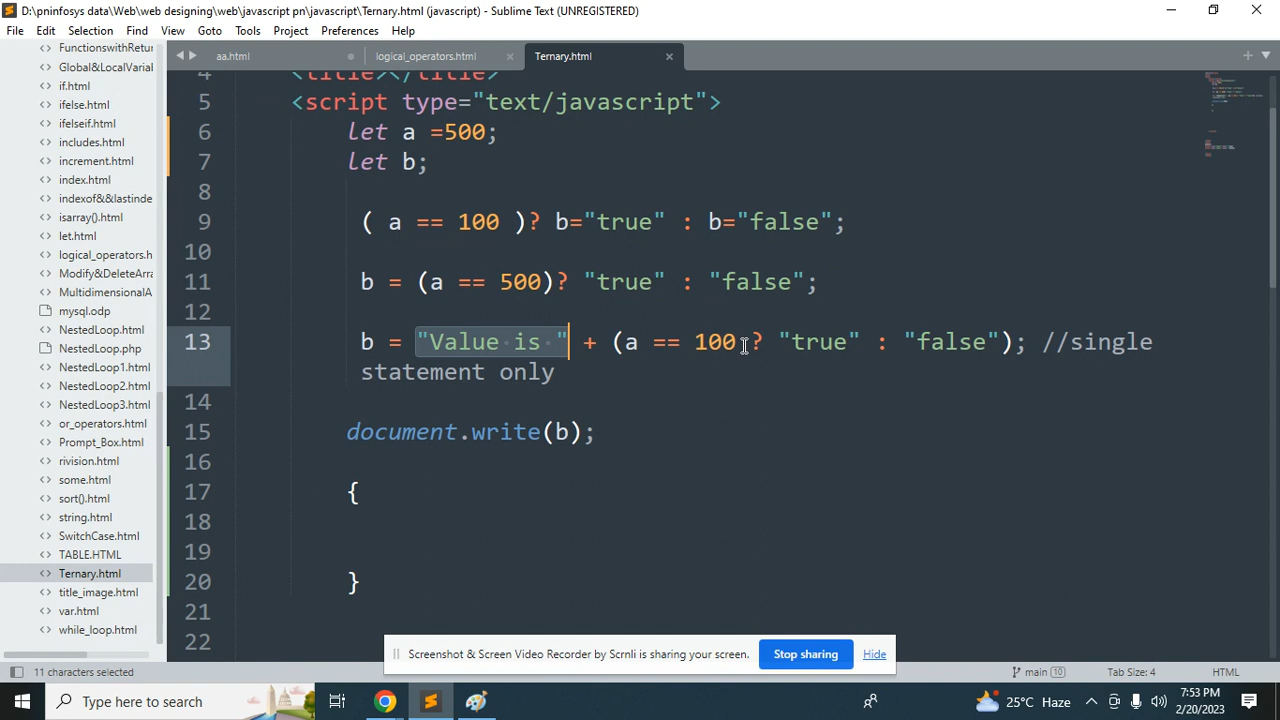 D:\pninfosys data\Web\web designing\web\javascript pn\javascript\Ternary.html (javascript) - Sublime Text (UNREGISTERED)
File Edit Selection Find View Goto Tools Project Preferences Help
FunctionswithRetur
Global&LocalVariabl
if.html
ifelse.html
ifelseif.html
includes.html
increment.html
index.html
indexof&&lastinde
isarray().html
let.html
logical_operators.h
Modify&DeleteArra
MultidimensionalA
mysql.odp
NestedLoop.html
NestedLoop.php
NestedLoop1.html
NestedLoop2.html
NestedLoop3.html
or_operators.html
Prompt_Box.html
rivision.html
some.html
sort().html
string.html
SwitchCase.html
TABLE.HTML
Ternary.html
title_image.html
var.html
while_loop.html
aa.html logical_operators.html Ternary.html
4 <title></title>
5 <script type="text/javascript">
6 let a =500;
7 let b;
8
9 ( a == 100 )? b="true" : b="false";
10
11 b = (a == 500)? "true" : "false";
12
13 b = "Value is " + (a == 100 ? "true" : "false"); //single
statement only
14
15 document.write(b);
16
17 {
18
19
20 }
21
22
Screenshot & Screen Video Recorder by Scrnli is sharing your screen. Stop sharing Hide
11 characters selected main 10 Tab Size: 4 HTML
Type here to search 25°C Haze 7:53 PM
2/20/2023